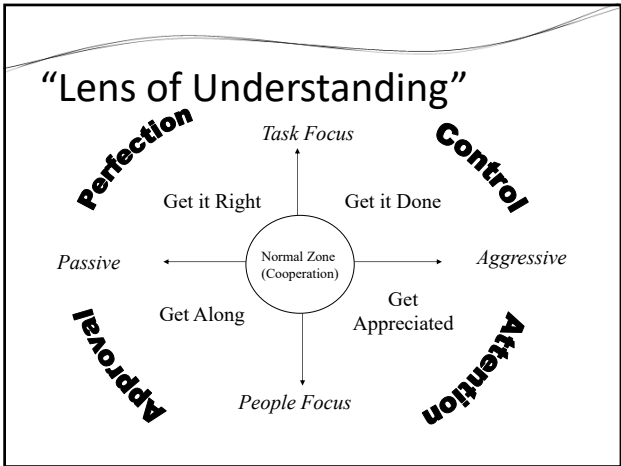 “Lens of Understanding”
Perfection
Task Focus
Control
Get it Right
Get it Done
Passive
Normal Zone
(Cooperation)
Aggressive
Get Along
Get
Appreciated
Approval
People Focus
Attention